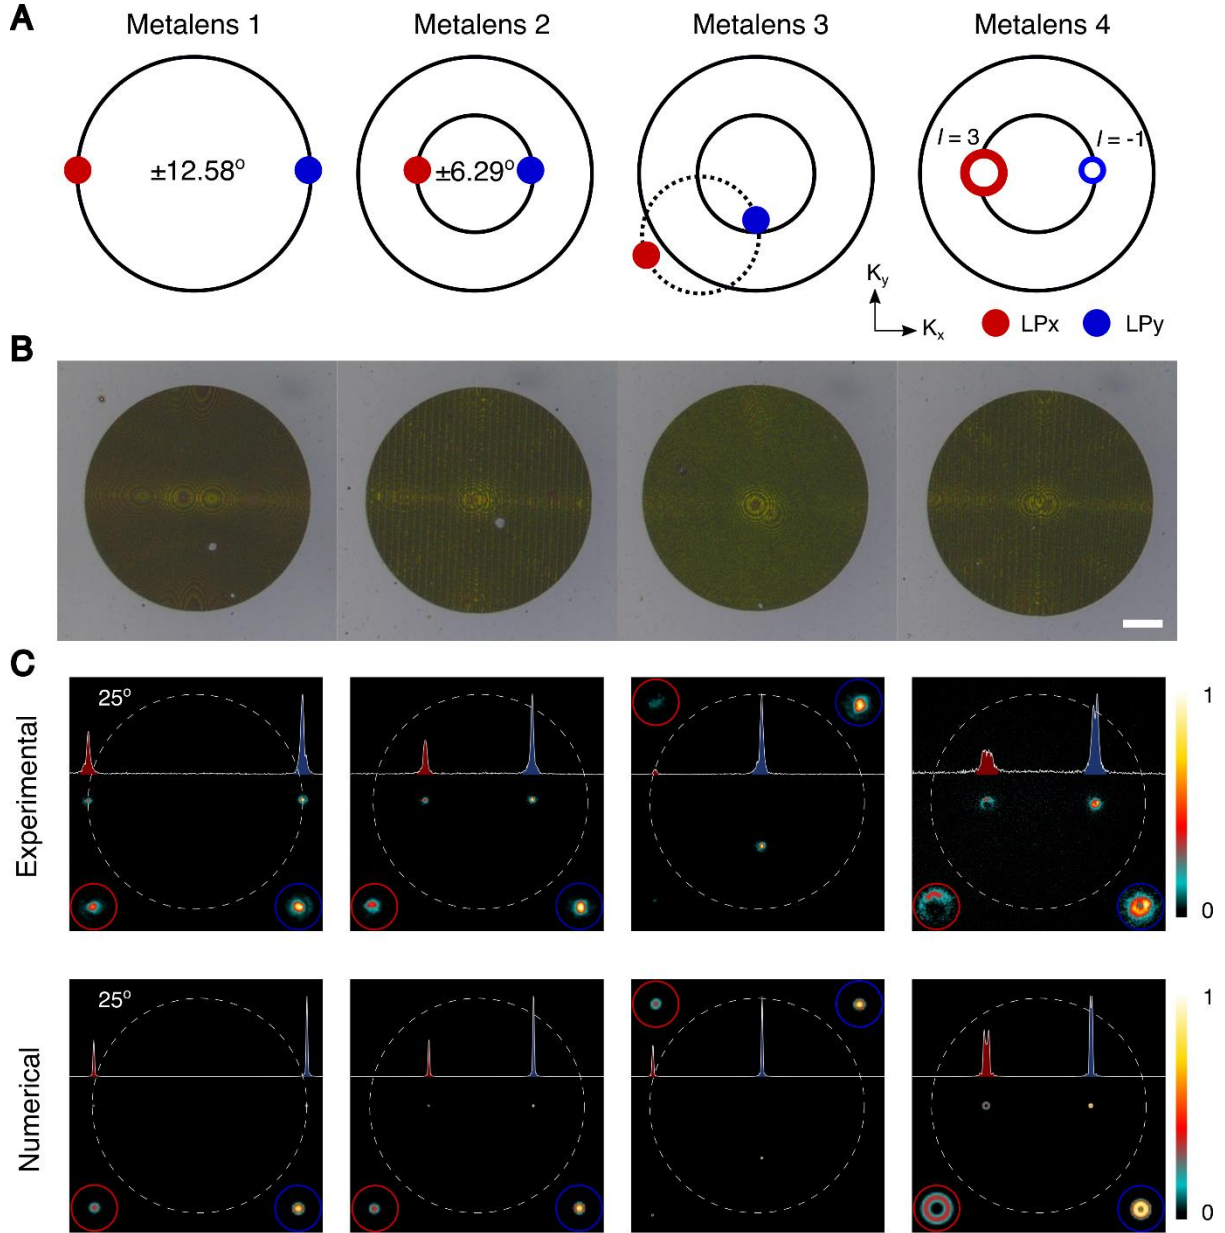 A
Metalens 1
Metalens 2
Metalens 3
Metalens 4
±12.58°
±6.29°
l = 3
l = -1
Ky
Kx
LPx
LPy
B
C
Experimental
25°
1
0
Numerical
25°
1
0